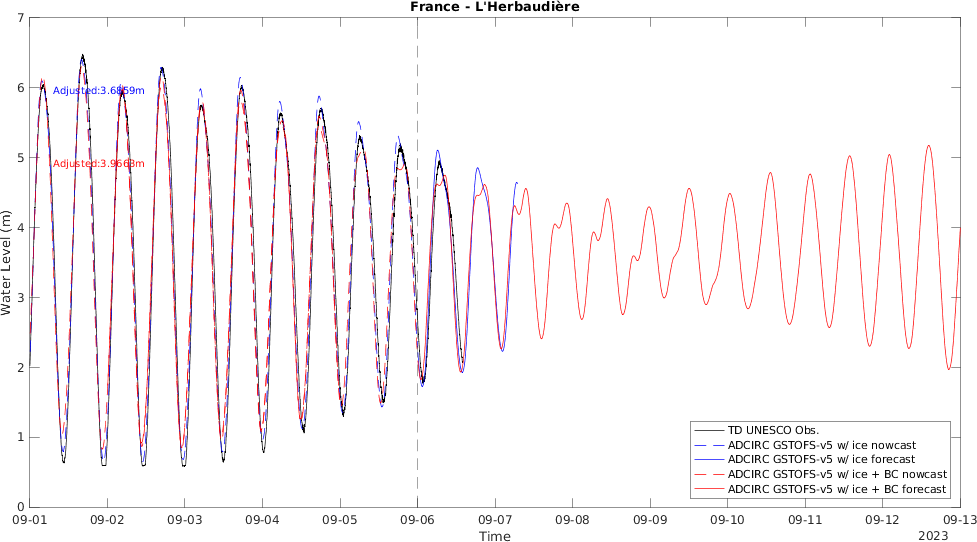 France - L'Herbaudière
7
6
5
4
3
2
1
0
Water Level (m)
Adjusted:3.6859m
Adjusted:3.9663m
TD UNESCO Obs.
ADCIRC GSTOFS-v5 w/ ice nowcast
ADCIRC GSTOFS-v5 w/ ice forecast
ADCIRC GSTOFS-v5 w/ ice + BC nowcast
ADCIRC GSTOFS-v5 w/ ice + BC forecast
09-01 09-02 09-03 09-04 09-05 09-06 09-07 09-08 09-09 09-10 09-11 09-12 09-13
Time
2023